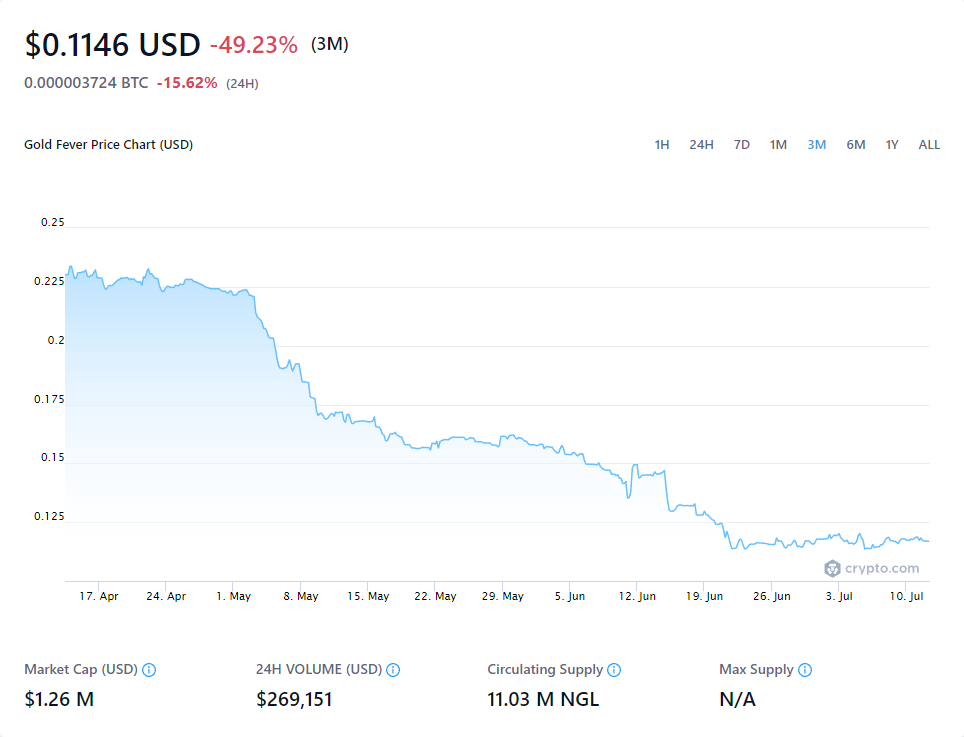 $0.1146 USD -49.23% (3M)
0.000003724 BTC -15.62% (24H)
Gold Fever Price Chart (USD)
1H 24H 7D 1M 3M 6M 1Y ALL
0.25
0.225
0.2
0.175
0.15
0.125
crypto.com
17. Apr 24. Apr 1. May 8. May 15. May 22. May 29. May 5. Jun 12. Jun 19. Jun 26. Jun 3. Jul 10. Jul
Market Cap (USD) 24H VOLUME (USD) Circulating Supply Max Supply
$1.26 M $269,151 11.03 M NGL N/A